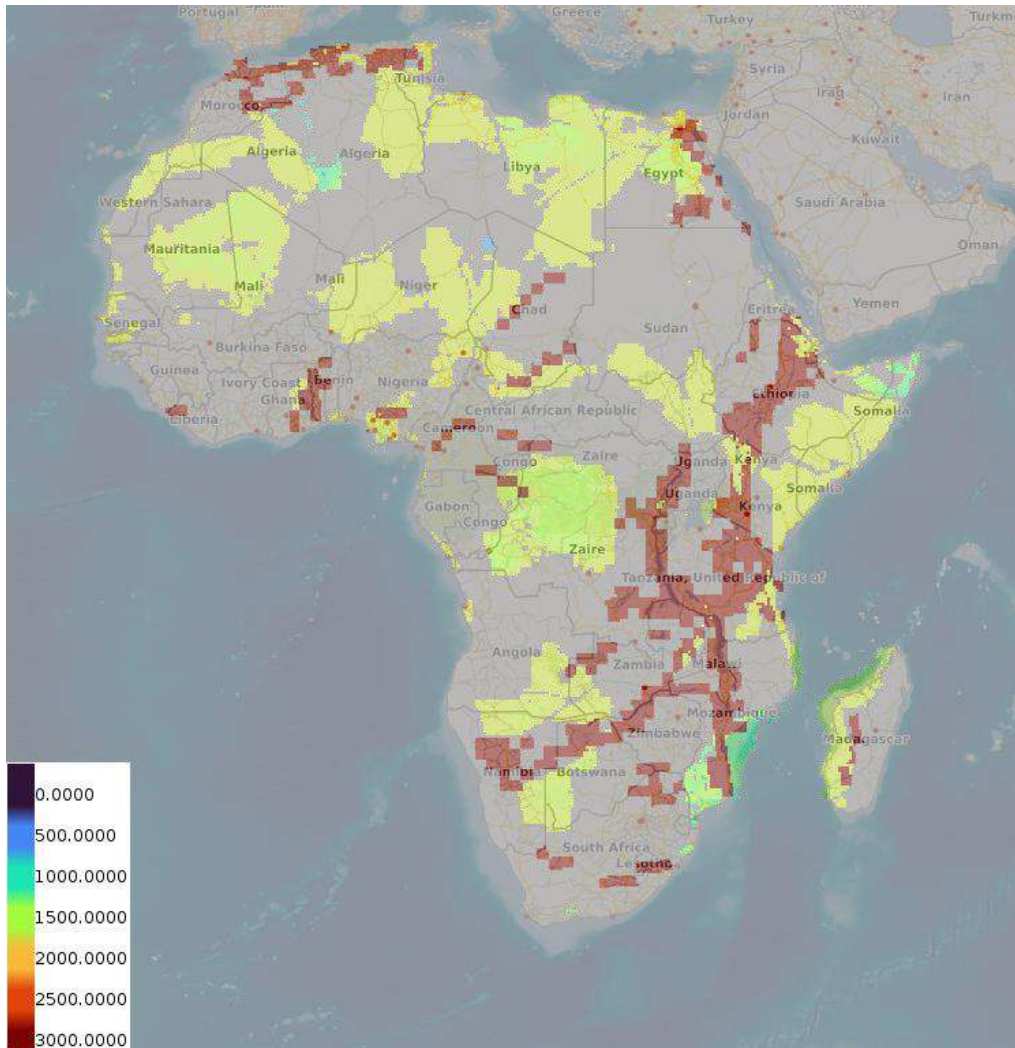 Portugal
Spain
Greece
Turkey
Turkm
Syria
Tunisia
Iraq
Iran
Morocco
Jordan
Kuwait
Algeria
Algeria
Libya
Egypt
Western Sahara
Saudi Arabia
Mauritania
Oman
Mali
Niger
Mali
Chad
Eritrea
Yemen
Senegal
Sudan
Burkina Faso
Guinea
Benin
Ivory Coast
Nigeria
Ethiopia
Ghana
Somalia
Liberia
Central African Republic
Cameroon
Zaire
Congo
Uganda
Kenya
Somalia
Uganda
Gabon
Kenya
Congo
Zaire
Tanzania, United Republic of
Angola
Zambia
Malawi
Mozambique
Zimbabwe
Madagascar
Namibia
Botswana
0.0000
500.0000
South Africa
Lesotho
1000.0000
1500.0000
2000.0000
2500.0000
3000.0000